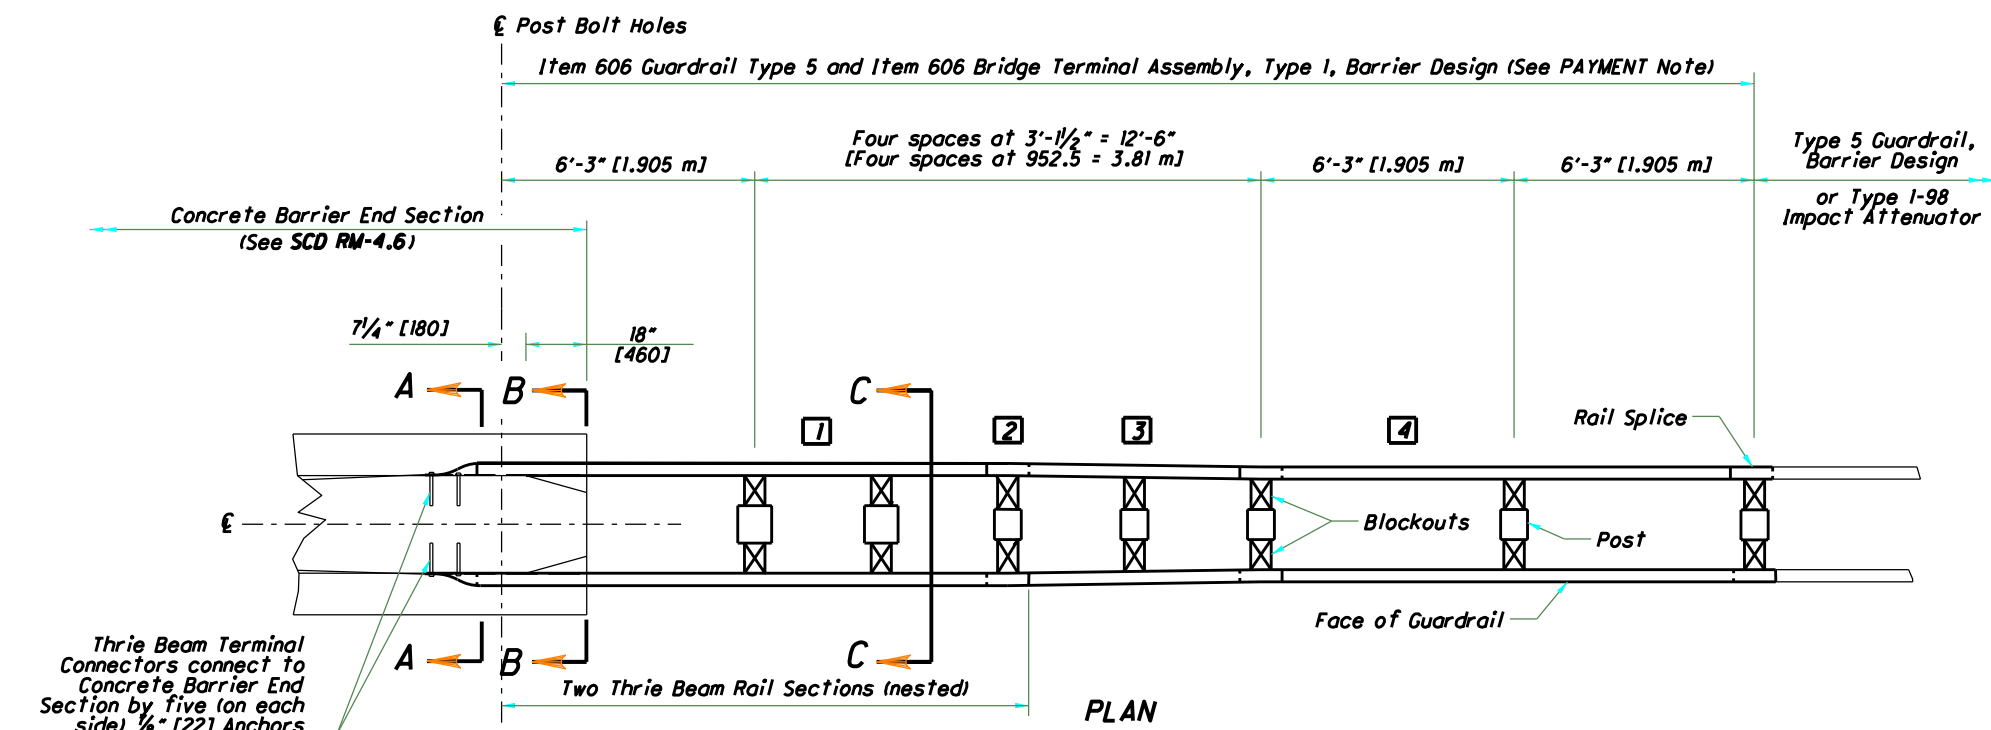 ℄ Post Bolt Holes
Item 606 Guardrail Type 5 and Item 606 Bridge Terminal Assembly, Type 1, Barrier Design (See PAYMENT Note)
Four spaces at 3'-1½" = 12'-6"
[Four spaces at 952.5 = 3.81 m]
6'-3" [1.905 m]
6'-3" [1.905 m]
6'-3" [1.905 m]
Type 5 Guardrail,
Barrier Design
or Type 1-98
Impact Attenuator
Concrete Barrier End Section
(See SCD RM-4.6)
7¼" [180]
18"
[460]
A
B
C
1
2
3
4
Rail Splice
℄
Blockouts
Post
Face of Guardrail
A
B
C
Thrie Beam Terminal
Connectors connect to
Concrete Barrier End
Section by five (on each
side) ⅞" [22] Anchors
Two Thrie Beam Rail Sections (nested)
PLAN